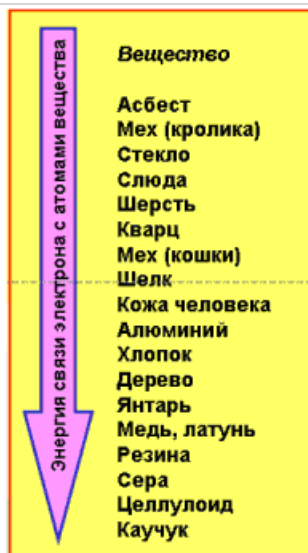 Энергия связи электрона с атомами вещества
Вещество
Асбест
Мех (кролика)
Стекло
Слюда
Шерсть
Кварц
Мех (кошки)
Шелк
Кожа человека
Алюминий
Хлопок
Дерево
Янтарь
Медь, латунь
Резина
Сера
Целлулоид
Каучук